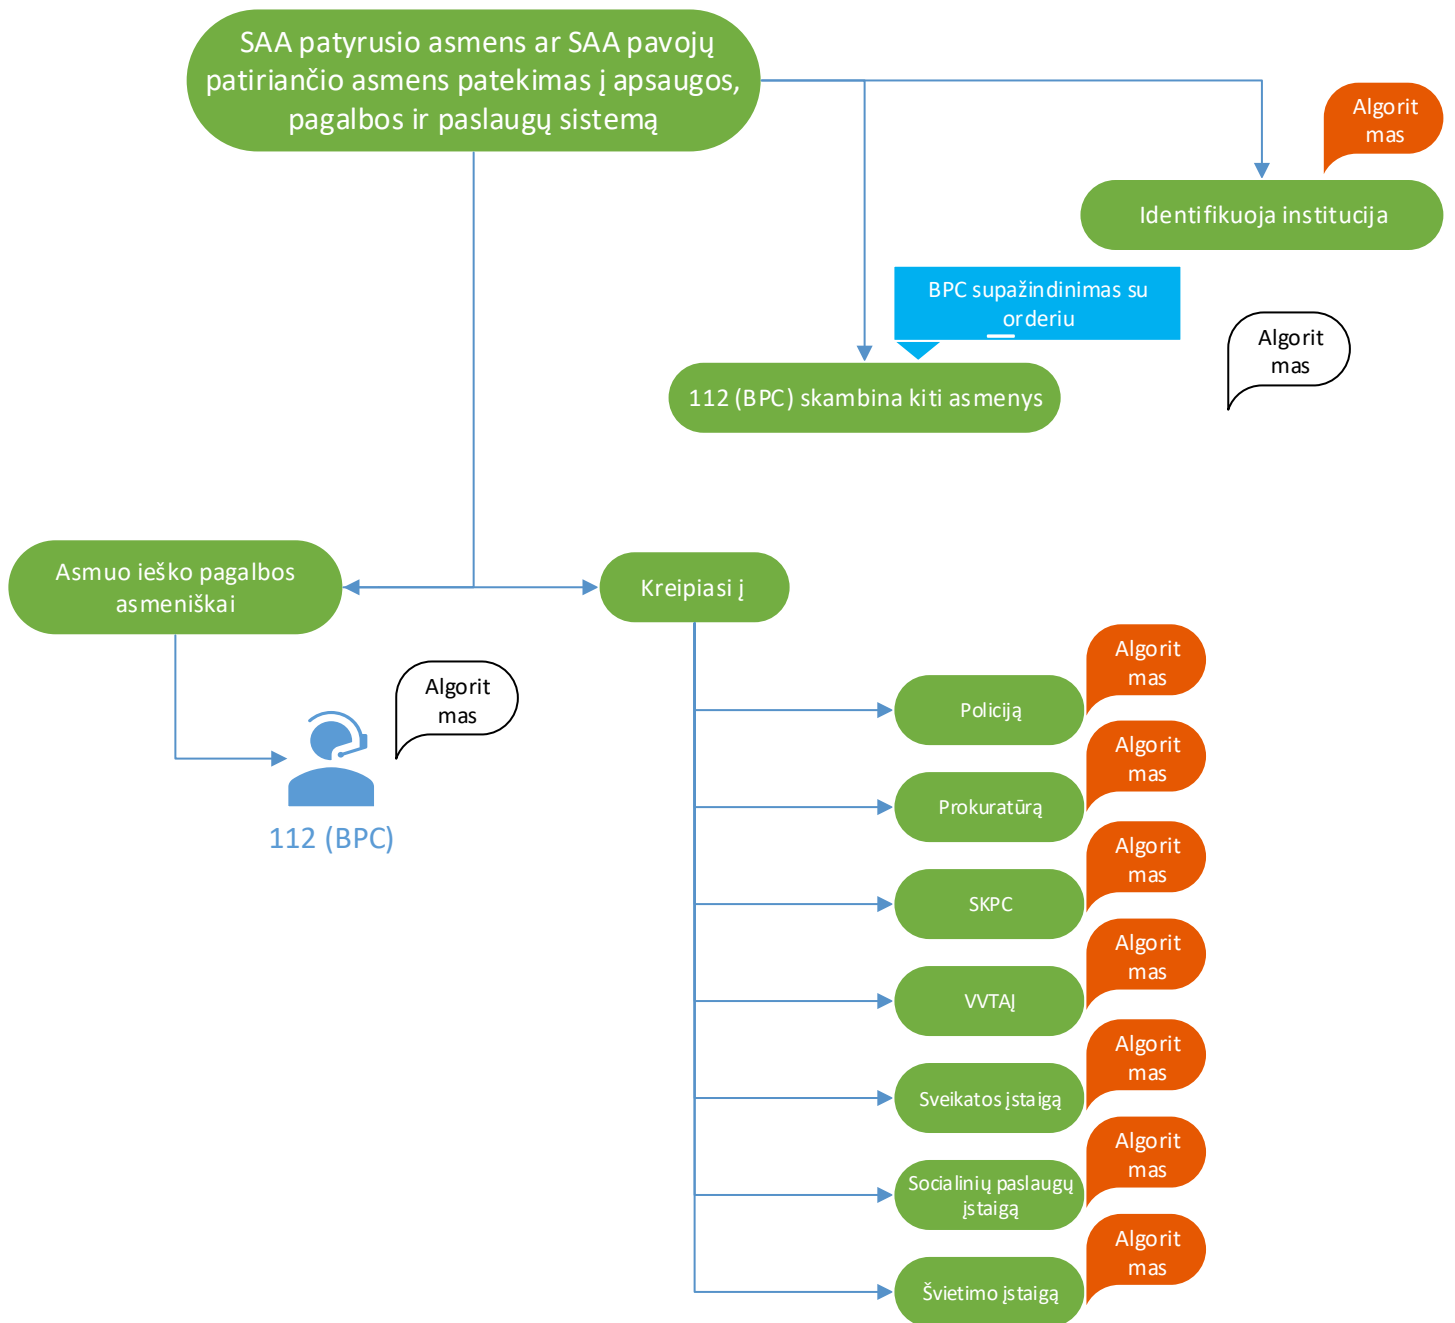 SAA patyrusio asmens ar SAA pavojų
patiriančio asmens patekimas į apsaugos,
pagalbos ir paslaugų sistemą
Algorit
mas
Identifikuoja institucija
BPC supažindinimas su
orderiu
Algorit
mas
112 (BPC) skambina kiti asmenys
Asmuo ieško pagalbos
asmeniškai
Kreipiasi į
Algorit
mas
112 (BPC)
Algorit
mas
Policiją
Algorit
mas
Prokuratūrą
Algorit
mas
SKPC
Algorit
mas
VVTAĮ
Algorit
mas
Sveikatos įstaigą
Algorit
mas
Socialinių paslaugų
įstaigą
Algorit
mas
Švietimo įstaigą